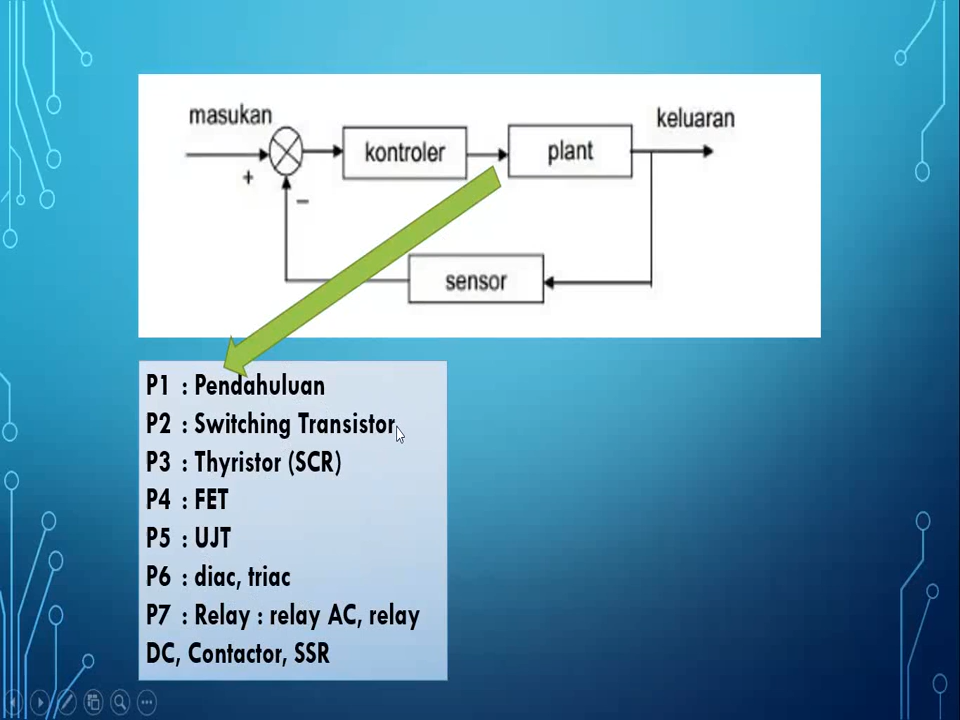 masukan
keluaran
kontroler
plant
+
−
sensor
P1 : Pendahuluan
P2 : Switching Transistor
P3 : Thyristor (SCR)
P4 : FET
P5 : UJT
P6 : diac, triac
P7 : Relay : relay AC, relay
DC, Contactor, SSR